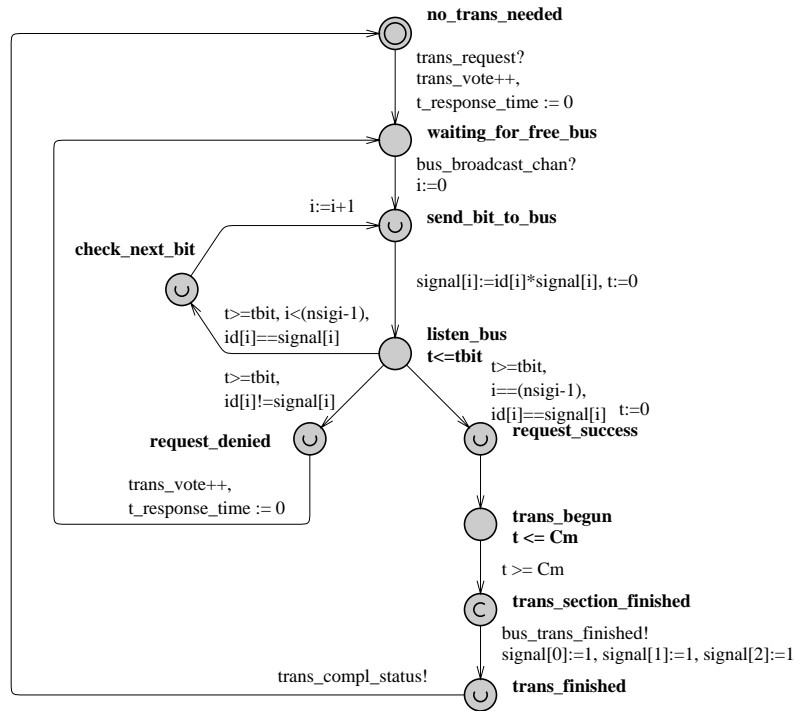 no_trans_needed
trans_request?
trans_vote++,
t_response_time := 0
waiting_for_free_bus
bus_broadcast_chan?
i:=0
i:=i+1
send_bit_to_bus
check_next_bit
signal[i]:=id[i]*signal[i], t:=0
t>=tbit, i<(nsigi-1),
id[i]==signal[i]
listen_bus
t<=tbit
t>=tbit,
id[i]!=signal[i]
t>=tbit,
i==(nsigi-1),
id[i]==signal[i]
t:=0
request_denied
request_success
trans_vote++,
t_response_time := 0
trans_begun
t <= Cm
t >= Cm
trans_section_finished
bus_trans_finished!
signal[0]:=1, signal[1]:=1, signal[2]:=1
trans_compl_status!
trans_finished